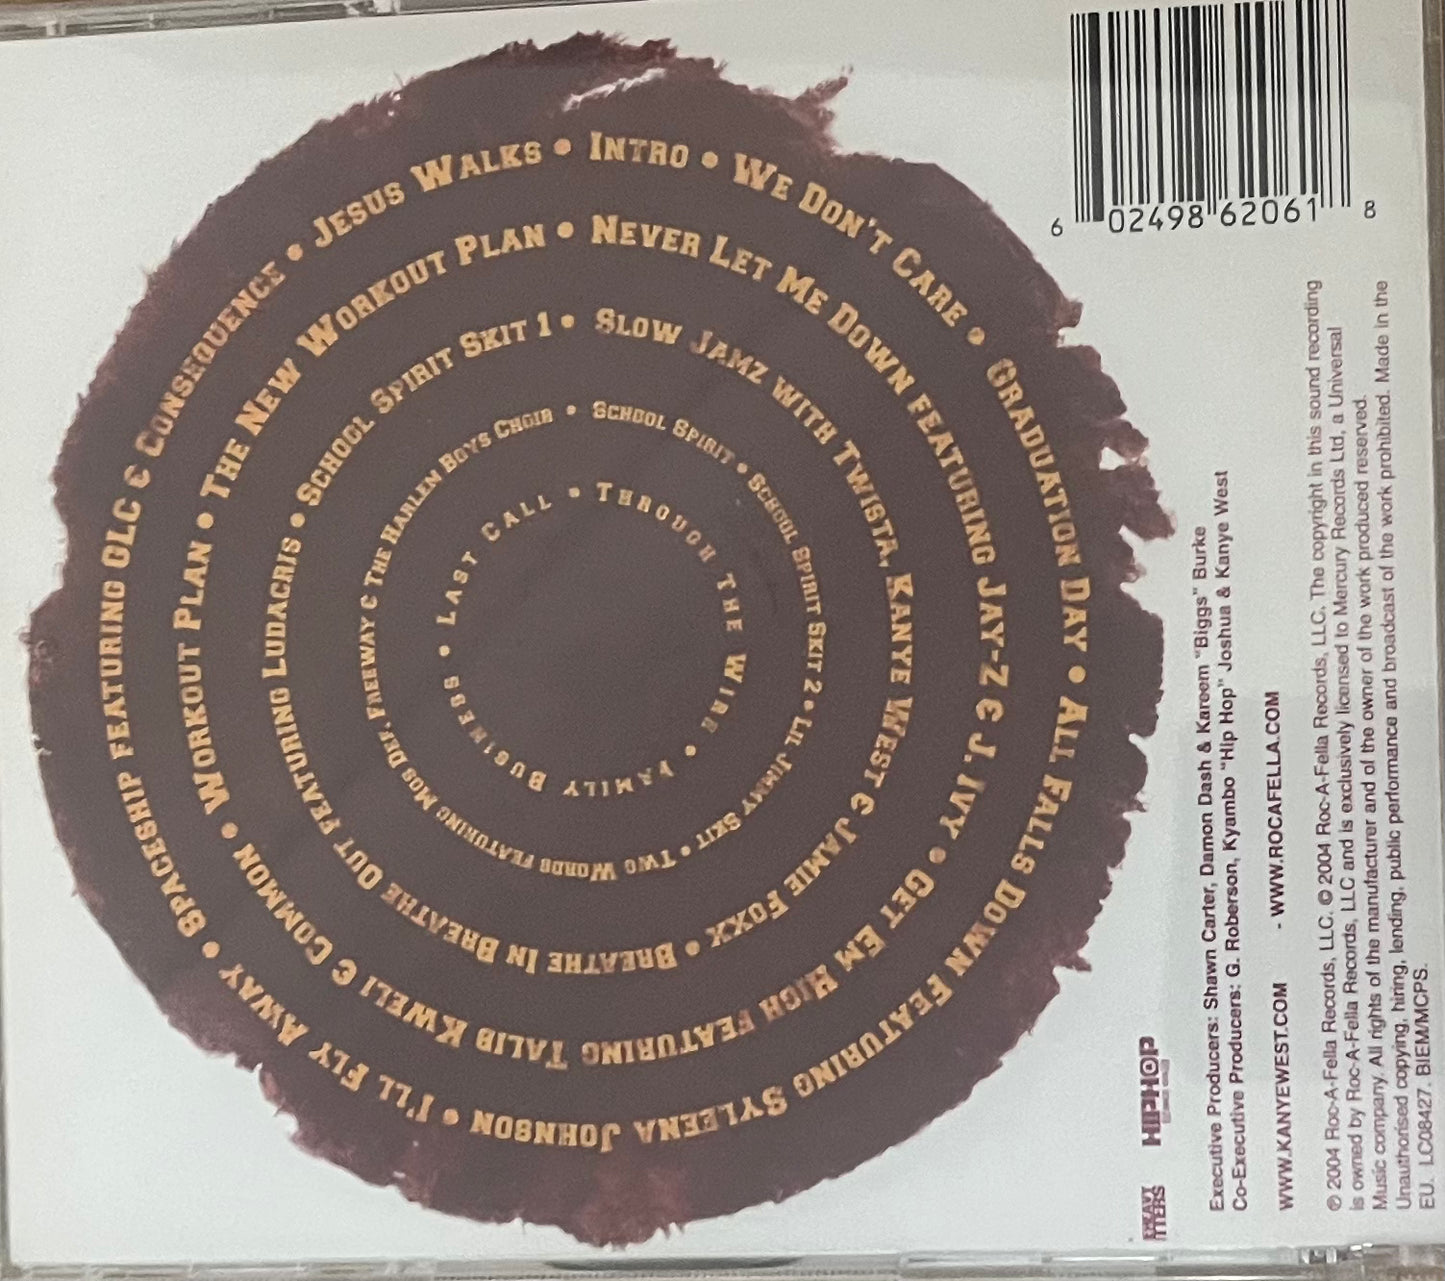 Intro • We Don't Care • Graduation Day • All Falls Down featuring Syleena Johnson • I'll Fly Away • Spaceship featuring GLC & Consequence • Jesus Walks •
Never Let Me Down featuring Jay-Z & J. Ivy • Get Em High featuring Talib Kweli & Common • Workout Plan • The New Workout Plan •
Slow Jamz with Twista, Kanye West & Jamie Foxx • Breathe In Breathe Out featuring Ludacris • School Spirit Skit 1 •
School Spirit • School Spirit Skit 2 • Lil Jimmy Skit • Two Words featuring Mos Def, Freeway & The Harlen Boys Choir •
Through The Wire • Family Business • Last Call •
6 02498 62061 8
HIPHOP
Executive Producers: Shawn Carter, Damon Dash & Kareem "Biggs" Burke
Co-Executive Producers: G. Roberson, Kyambo "Hip Hop" Joshua & Kanye West
WWW.KANYEWEST.COM - WWW.ROCAFELLA.COM
℗ 2004 Roc-A-Fella Records, LLC. © 2004 Roc-A-Fella Records, LLC. The copyright in this sound recording
is owned by Roc-A-Fella Records, LLC and is exclusively licensed to Mercury Records Ltd, a Universal
Music company. All rights of the manufacturer and of the owner of the work produced reserved.
Unauthorised copying, hiring, lending, public performance and broadcast of the work prohibited. Made in the
EU. LC08427. BIEM/MCPS.